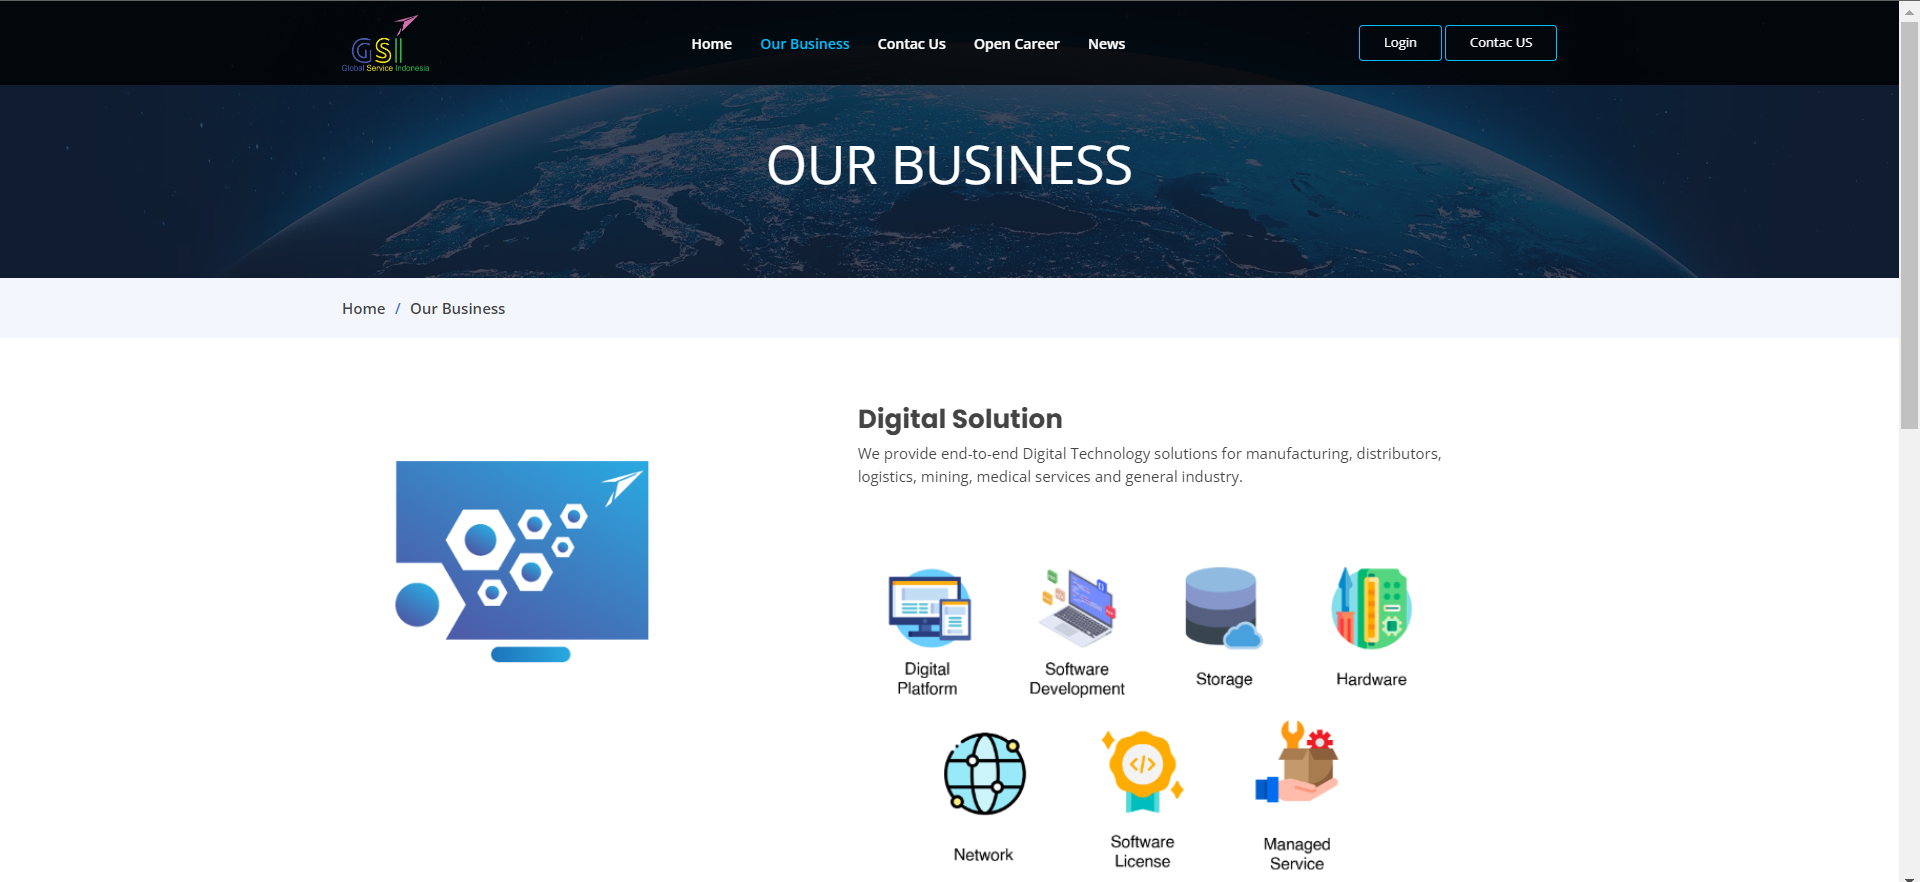 GSI
Global Service Indonesia
Home
Our Business
Contac Us
Open Career
News
Login
Contac US
OUR BUSINESS
Home / Our Business
Digital Solution
We provide end-to-end Digital Technology solutions for manufacturing, distributors,
logistics, mining, medical services and general industry.
Digital
Platform
Software
Development
Storage
Hardware
Network
Software
License
Managed
Service